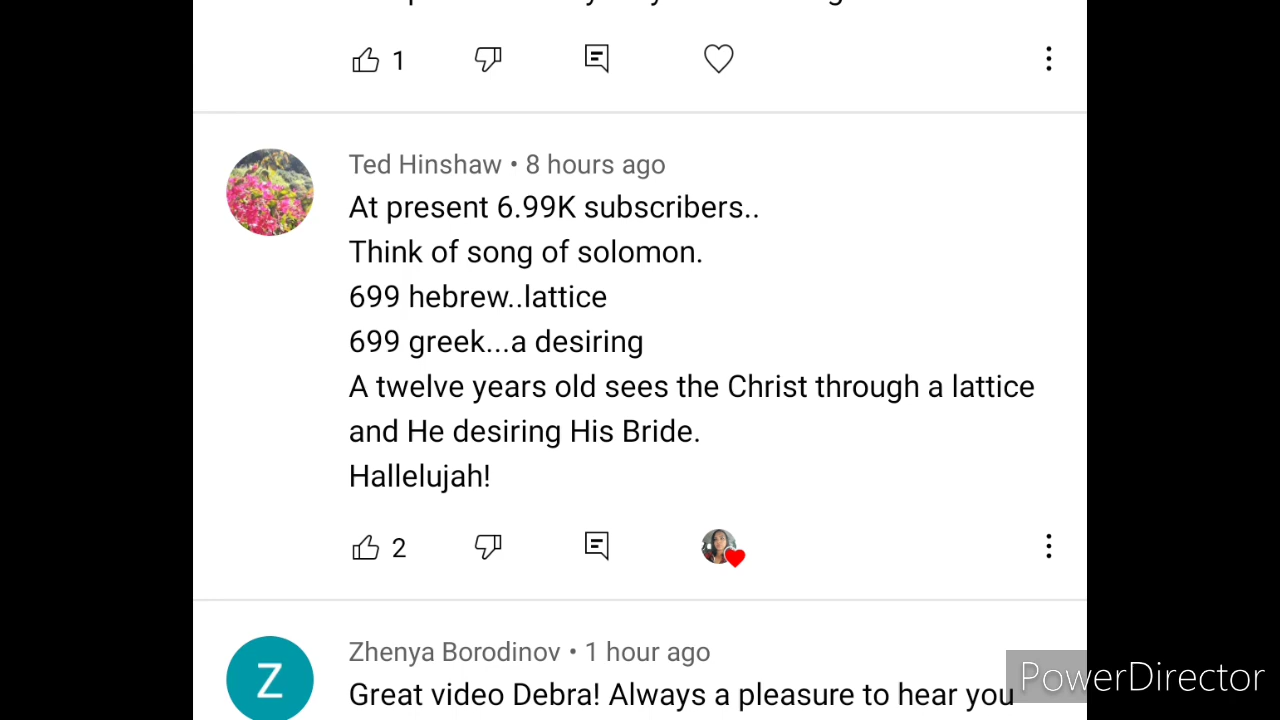 1
Ted Hinshaw • 8 hours ago
At present 6.99K subscribers..
Think of song of solomon.
699 hebrew..lattice
699 greek...a desiring
A twelve years old sees the Christ through a lattice
and He desiring His Bride.
Hallelujah!
2
Z
Zhenya Borodinov • 1 hour ago
Great video Debra! Always a pleasure to hear you
PowerDirector